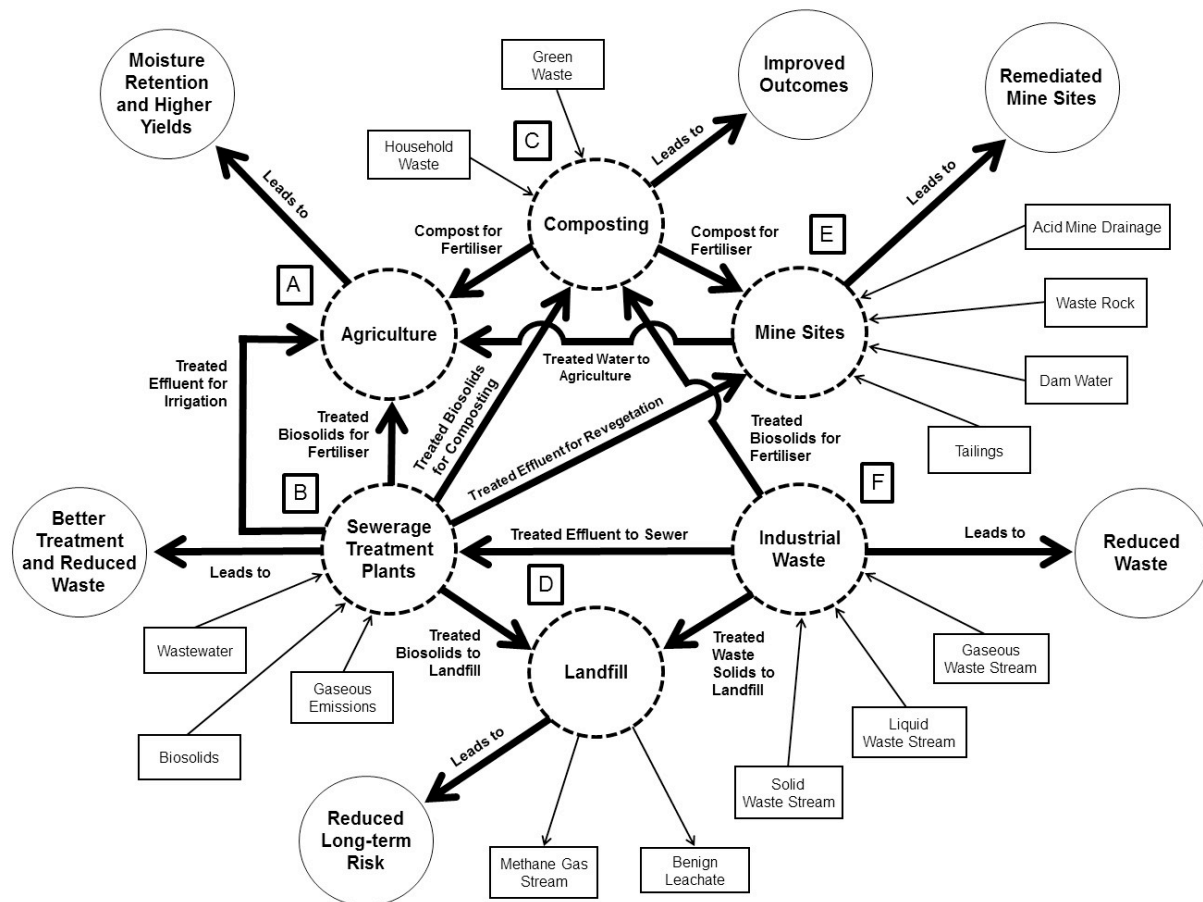 Moisture
Retention and
and Higher
Yields
Green
Waste
Improved
Outcomes
Remediated
Mine Sites
C
Household
Waste
Leads to
Leads to
Leads to
Composting
Compost for
Fertiliser
Compost for
Fertiliser
E
Acid Mine Drainage
A
Agriculture
Mine Sites
Waste Rock
Treated
Effluent for
Irrigation
Treated Water to
Agriculture
Dam Water
Treated
Biosolids for
Fertiliser
Treated Biosolids
for Composting
Treated Effluent for Revegetation
Treated
Biosolids for
Fertiliser
Tailings
B
F
Better
Treatment
and Reduced
Waste
Leads to
Sewerage
Treatment
Plants
Treated Effluent to Sewer
Industrial
Waste
Leads to
Reduced
Waste
D
Wastewater
Treated
Biosolids to
Landfill
Landfill
Treated
Waste
Solids to
Landfill
Gaseous
Waste Stream
Gaseous
Emissions
Liquid
Waste Stream
Biosolids
Leads to
Solid
Waste Stream
Reduced
Long-term
Risk
Methane Gas
Stream
Benign
Leachate